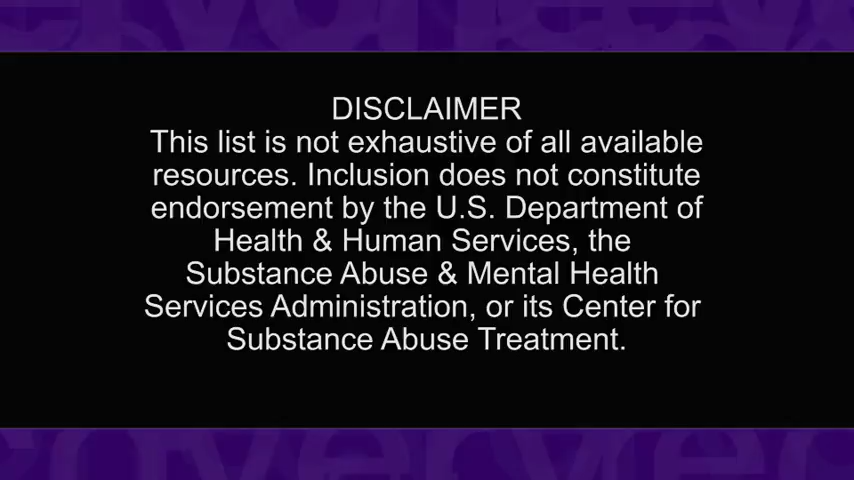 DISCLAIMER
This list is not exhaustive of all available
resources. Inclusion does not constitute
endorsement by the U.S. Department of
Health & Human Services, the
Substance Abuse & Mental Health
Services Administration, or its Center for
Substance Abuse Treatment.